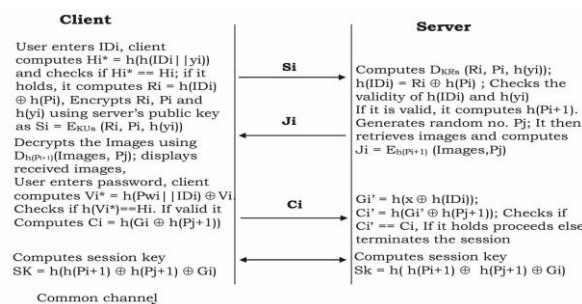 Client
Server
User enters IDi, client
computes Hi* = h(h(IDi||yi)
and checks if Hi* == Hi; if it
holds, it computes Ri = h(IDi)
⊕ h(Pi), Encrypts Ri, Pi and
h(yi) using server's public key
as Si = EKUs (Ri, Pi, h(yi))
Si
Computes DKRs (Ri, Pi, h(yi));
h(IDi) = Ri ⊕ h(Pi) ; Checks the
validity of h(IDi) and h(yi)
If it is valid, it computes h(Pi+1).
Generates random no. Pj; It then
retrieves images and computes
Ji = Eh(Pi+1) (Images,Pj)
Ji
Decrypts the Images using
Dh(Pi+1)(Images, Pj); displays
received images,
User enters password, client
computes Vi* = h(Pwi||IDi) ⊕ Vi.
Checks if h(Vi*)==Hi. If valid it
Computes Ci = h(Gi ⊕ h(Pj+1))
Ci
Gi' = h(x ⊕ h(IDi));
Ci' = h(Gi' ⊕ h(Pj+1)); Checks if
Ci' == Ci, If it holds proceeds else
terminates the session
Computes session key
SK = h(h(Pi+1) ⊕ h(Pj+1) ⊕ Gi)
Computes session key
Sk = h( h(Pi+1) ⊕ h(Pj+1) ⊕ Gi)
Common channel